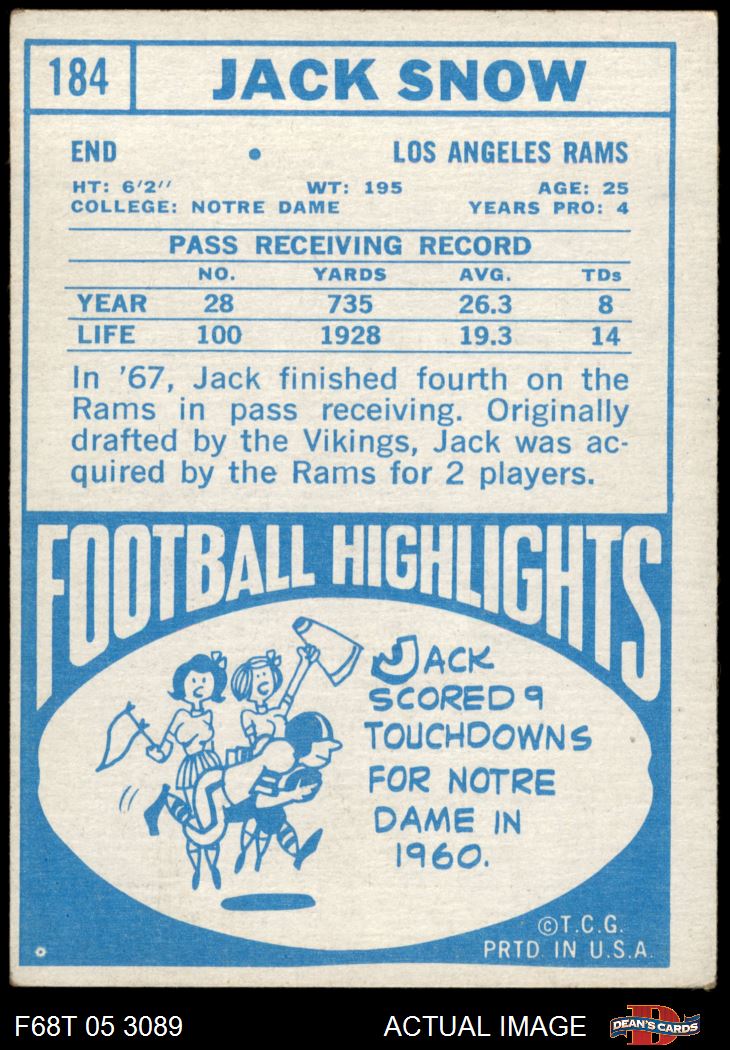 184 JACK SNOW
END • LOS ANGELES RAMS
HT: 6'2" WT: 195 AGE: 25
COLLEGE: NOTRE DAME YEARS PRO: 4
PASS RECEIVING RECORD
NO. YARDS AVG. TDs
YEAR 28 735 26.3 8
LIFE 100 1928 19.3 14
In '67, Jack finished fourth on the
Rams in pass receiving. Originally
drafted by the Vikings, Jack was ac-
quired by the Rams for 2 players.
FOOTBALL HIGHLIGHTS
JACK
SCORED 9
TOUCHDOWNS
FOR NOTRE
DAME IN
1960.
©T.C.G.
PRTD. IN U.S.A.
F68T 05 3089 ACTUAL IMAGE D DEAN'S CARDS